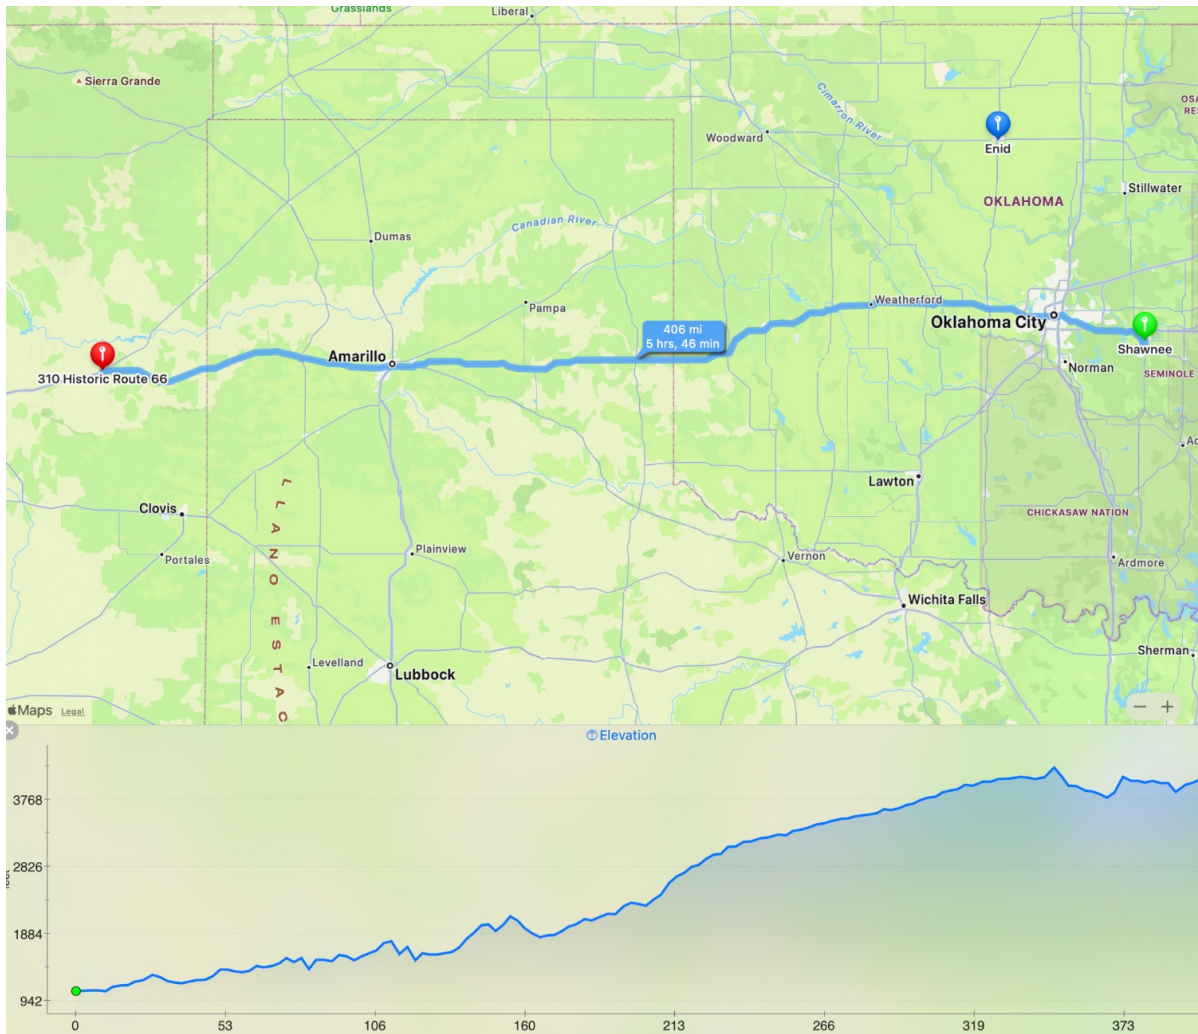 Grasslands
Liberal
Sierra Grande
Cimarron River
OSA
RES
Woodward
Enid
Stillwater
OKLAHOMA
Canadian River
Dumas
Pampa
Weatherford
406 mi
5 hrs, 46 min
Oklahoma City
Amarillo
Shawnee
310 Historic Route 66
Norman
SEMINOLE
Ad
Lawton
LLANO ESTAC
Clovis
CHICKASAW NATION
Portales
Plainview
Vernon
Ardmore
Wichita Falls
Sherman
Levelland
Lubbock
Maps Legal
Elevation
3768
2826
1884
942
0 53 106 160 213 266 319 373